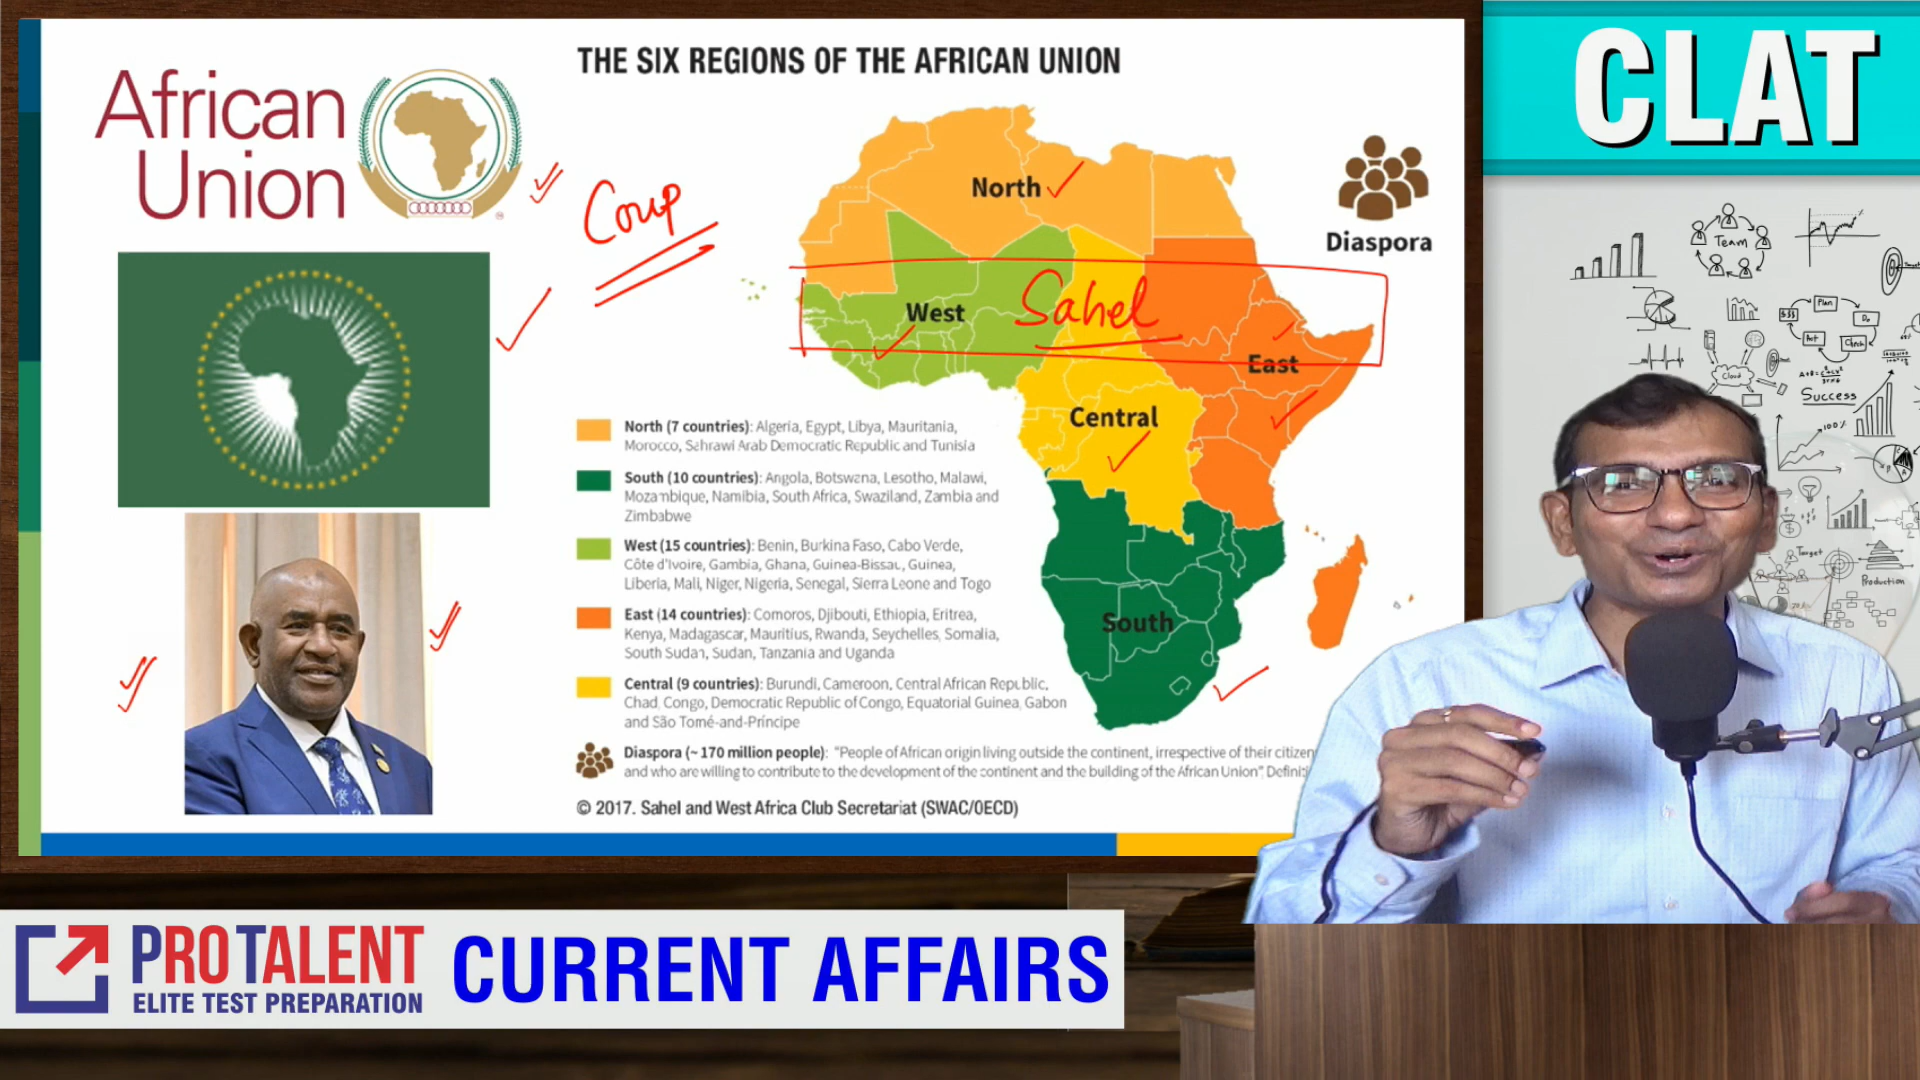 African
Union
Coup
THE SIX REGIONS OF THE AFRICAN UNION
North
West
Sahel
East
Central
South
Diaspora
North (7 countries): Algeria, Egypt, Libya, Mauritania,
Morocco, Sahrawi Arab Democratic Republic and Tunisia
South (10 countries): Angola, Botswana, Lesotho, Malawi,
Mozambique, Namibia, South Africa, Swaziland, Zambia and
Zimbabwe
West (15 countries): Benin, Burkina Faso, Cabo Verde,
Côte d'Ivoire, Gambia, Ghana, Guinea-Bissau, Guinea,
Liberia, Mali, Niger, Nigeria, Senegal, Sierra Leone and Togo
East (14 countries): Comoros, Djibouti, Ethiopia, Eritrea,
Kenya, Madagascar, Mauritius, Rwanda, Seychelles, Somalia,
South Sudan, Sudan, Tanzania and Uganda
Central (9 countries): Burundi, Cameroon, Central African Republic,
Chad, Congo, Democratic Republic of Congo, Equatorial Guinea, Gabon
and São Tomé-and-Príncipe
Diaspora (~ 170 million people): "People of African origin living outside the continent, irrespective of their
and who are willing to contribute to the development of the continent and the building of the African Union".
© 2017. Sahel and West Africa Club Secretariat (SWAC/OECD)
CLAT
Team
Plan
Do
Check
Act
Cloud
Success
100%
Target
Production
PROTALENT
ELITE TEST PREPARATION
CURRENT AFFAIRS